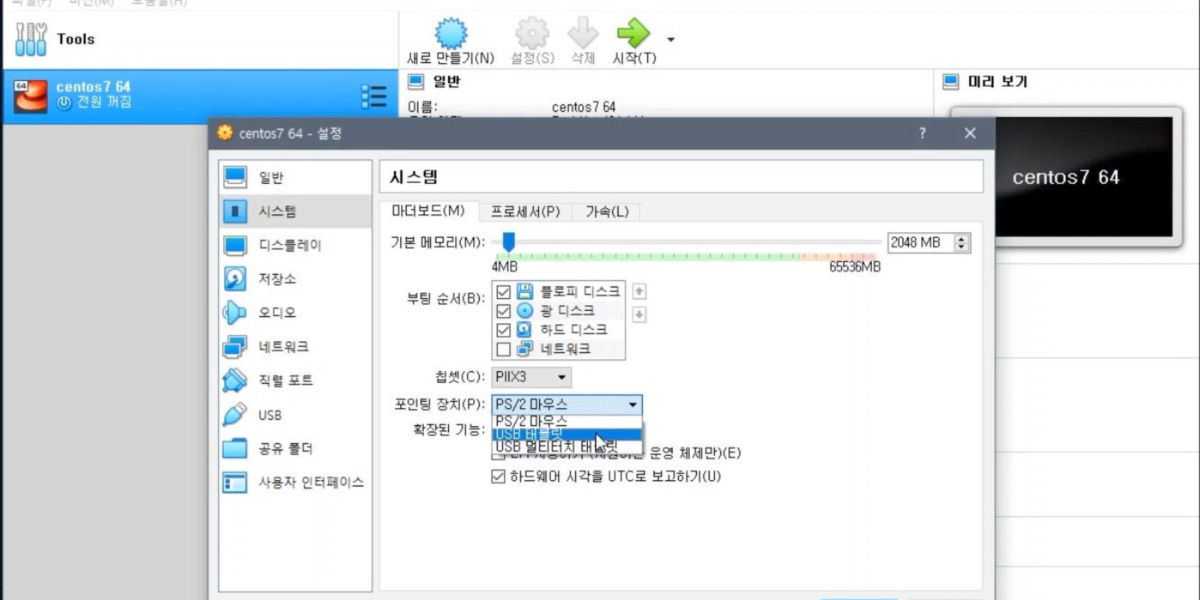 파일(F) 머신(M) 도움말(H)
Tools
새로 만들기(N) 설정(S) 삭제 시작(T)
64
centos7 64
전원 꺼짐
일반
미리 보기
이름: centos7 64
centos7 64
centos7 64 - 설정
? ×
일반
시스템
디스플레이
저장소
오디오
네트워크
직렬 포트
USB
공유 폴더
사용자 인터페이스
시스템
마더보드(M) 프로세서(P) 가속(L)
기본 메모리(M): 2048 MB
4MB 65536MB
부팅 순서(B): 플로피 디스크
광 디스크
하드 디스크
네트워크
칩셋(C): PIIX3
포인팅 장치(P): PS/2 마우스
PS/2 마우스
확장된 기능: USB 태블릿
USB 멀티터치 태블릿
운영 체제만)(E)
하드웨어 시각을 UTC로 보고하기(U)